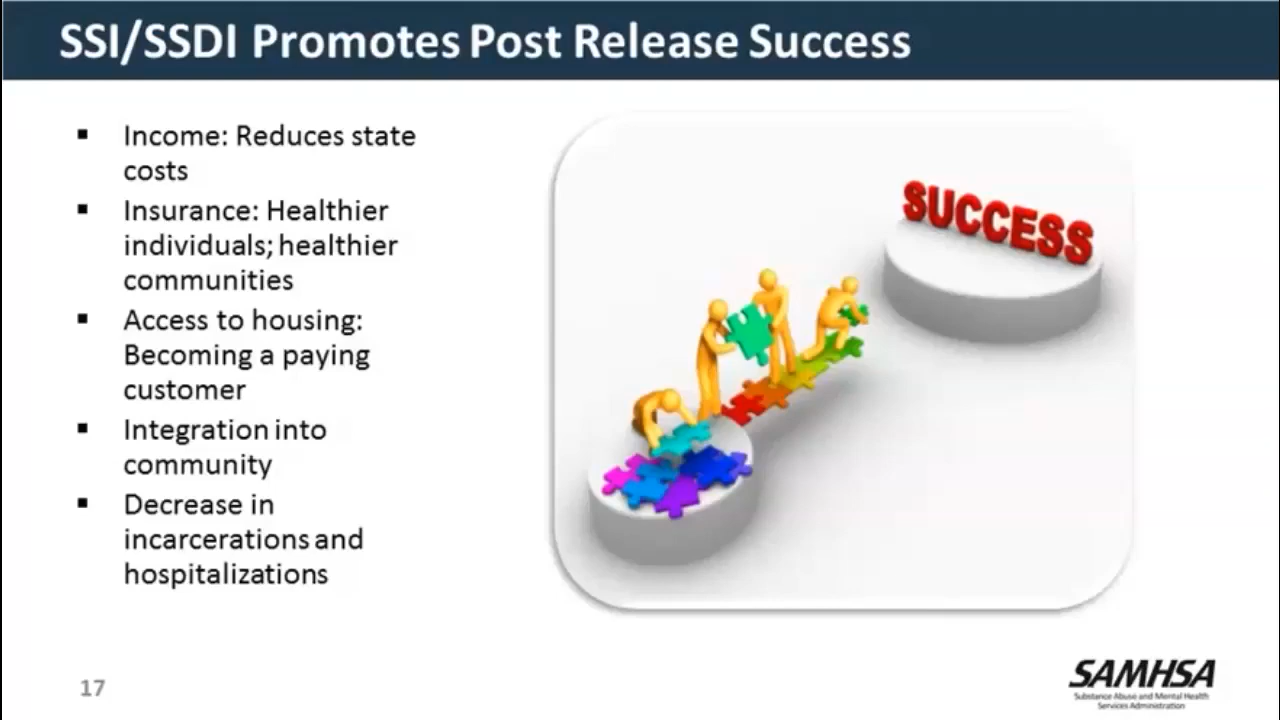 SSI/SSDI Promotes Post Release Success
▪ Income: Reduces state
costs
▪ Insurance: Healthier
individuals; healthier
communities
▪ Access to housing:
Becoming a paying
customer
▪ Integration into
community
▪ Decrease in
incarcerations and
hospitalizations
SUCCESS
17
SAMHSA
Substance Abuse and Mental Health
Services Administration